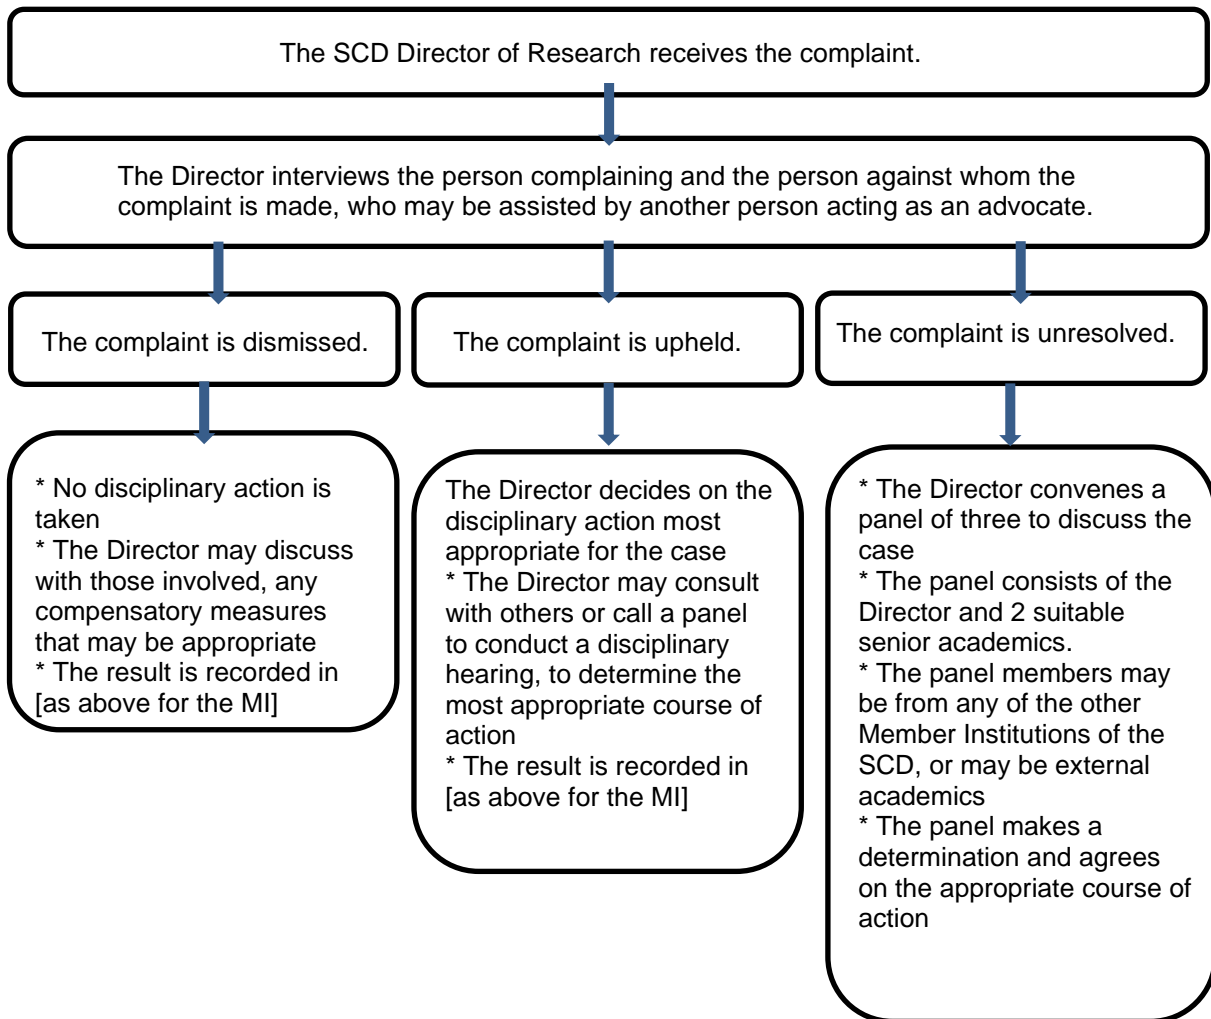 The SCD Director of Research receives the complaint.
The Director interviews the person complaining and the person against whom the
complaint is made, who may be assisted by another person acting as an advocate.
The complaint is dismissed.
The complaint is upheld.
The complaint is unresolved.
* No disciplinary action is
taken
* The Director may discuss
with those involved, any
compensatory measures
that may be appropriate
* The result is recorded in
[as above for the MI]
The Director decides on the
disciplinary action most
appropriate for the case
* The Director may consult
with others or call a panel
to conduct a disciplinary
hearing, to determine the
most appropriate course of
action
* The result is recorded in
[as above for the MI]
* The Director convenes a
panel of three to discuss the
case
* The panel consists of the
Director and 2 suitable
senior academics.
* The panel members may
be from any of the other
Member Institutions of the
SCD, or may be external
academics
* The panel makes a
determination and agrees
on the appropriate course of
action